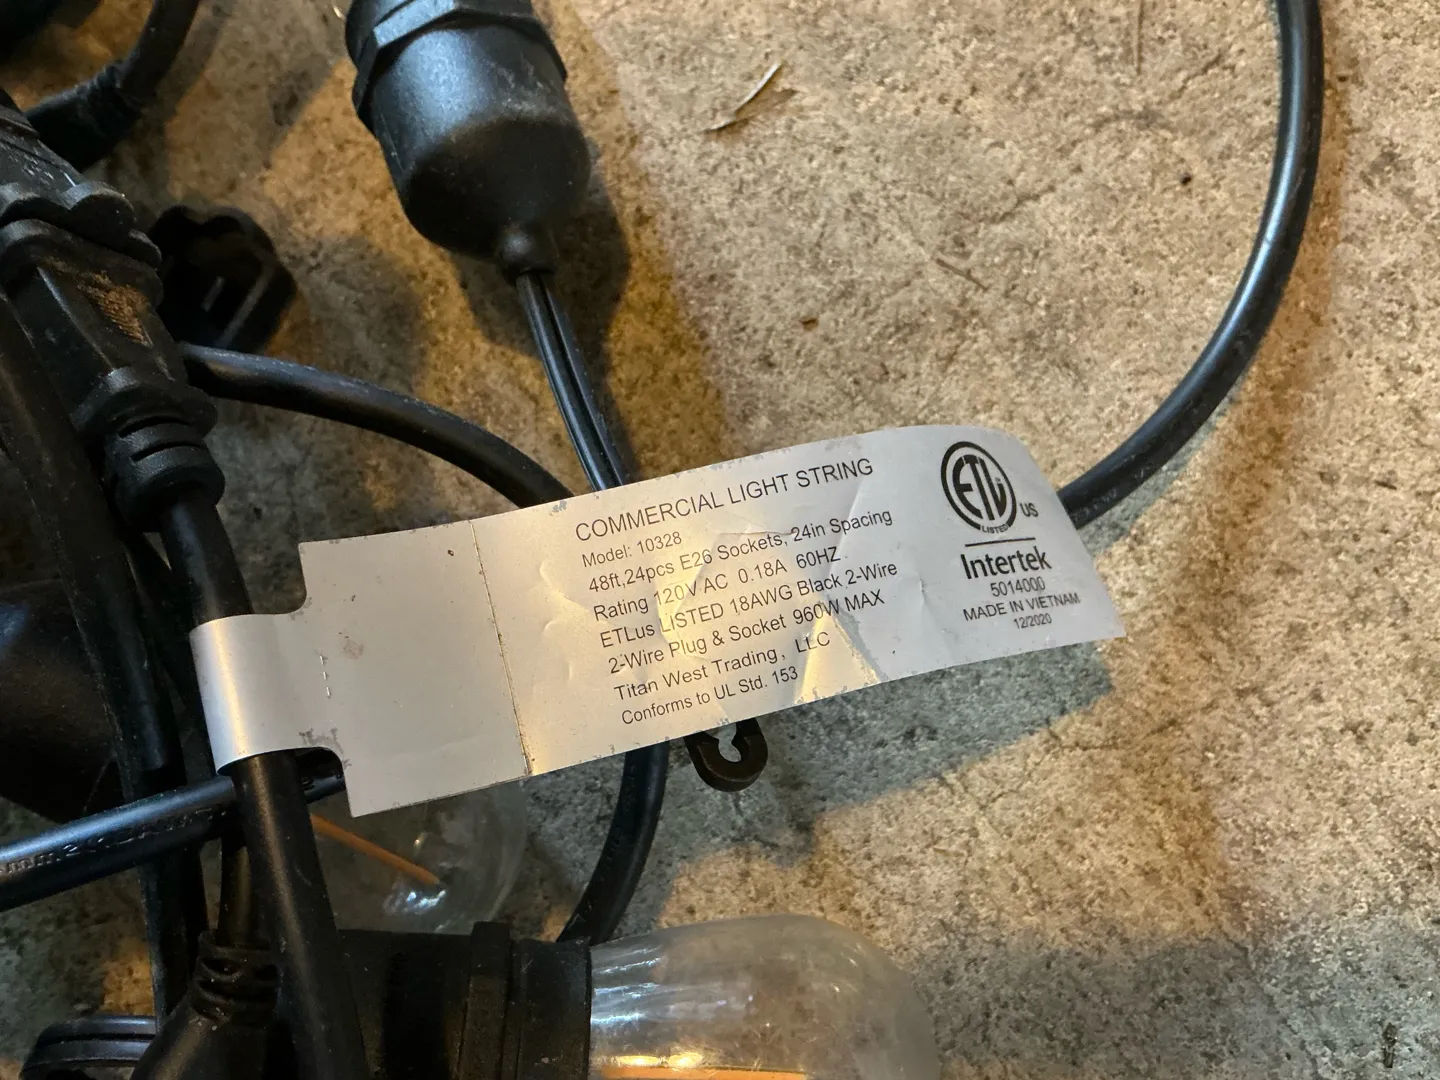 COMMERCIAL LIGHT STRING
Model: 10328
48ft,24pcs E26 Sockets, 24in Spacing
Rating 120V AC 0.18A 60HZ
ETLus LISTED 18AWG Black 2-Wire
2-Wire Plug & Socket 960W MAX
Titan West Trading, LLC
Conforms to UL Std. 153
ETL
LISTED
US
Intertek
5014000
MADE IN VIETNAM
12/2020